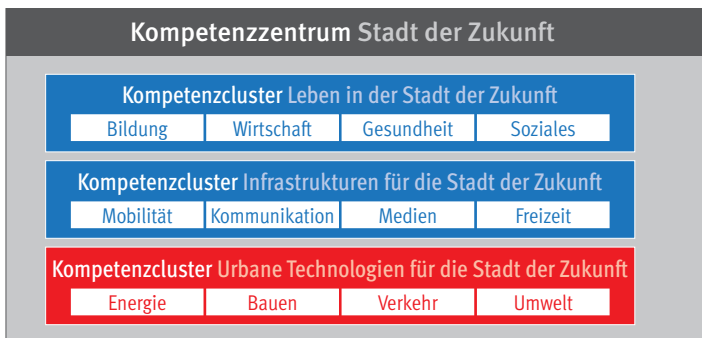 Kompetenzzentrum Stadt der Zukunft
Kompetenzcluster Leben in der Stadt der Zukunft
Bildung Wirtschaft Gesundheit Soziales
Kompetenzcluster Infrastrukturen für die Stadt der Zukunft
Mobilität Kommunikation Medien Freizeit
Kompetenzcluster Urbane Technologien für die Stadt der Zukunft
Energie Bauen Verkehr Umwelt